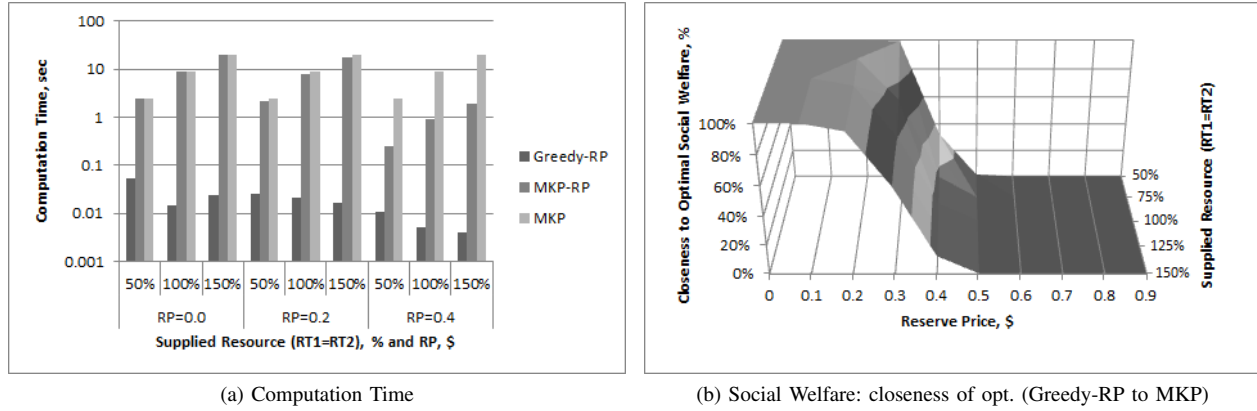 100
10
1
0.1
0.01
0.001
Computation Time, sec
50% 100% 150% 50% 100% 150% 50% 100% 150%
RP=0.0 RP=0.2 RP=0.4
Supplied Resource (RT1=RT2), % and RP, $
Greedy-RP
MKP-RP
MKP
(a) Computation Time
Closeness to Optimal Social Welfare, %
100%
80%
60%
40%
20%
0%
0 0.1 0.2 0.3 0.4 0.5 0.6 0.7 0.8 0.9
Reserve Price, $
50%
75%
100%
125%
150%
Supplied Resource (RT1=RT2)
(b) Social Welfare: closeness of opt. (Greedy-RP to MKP)